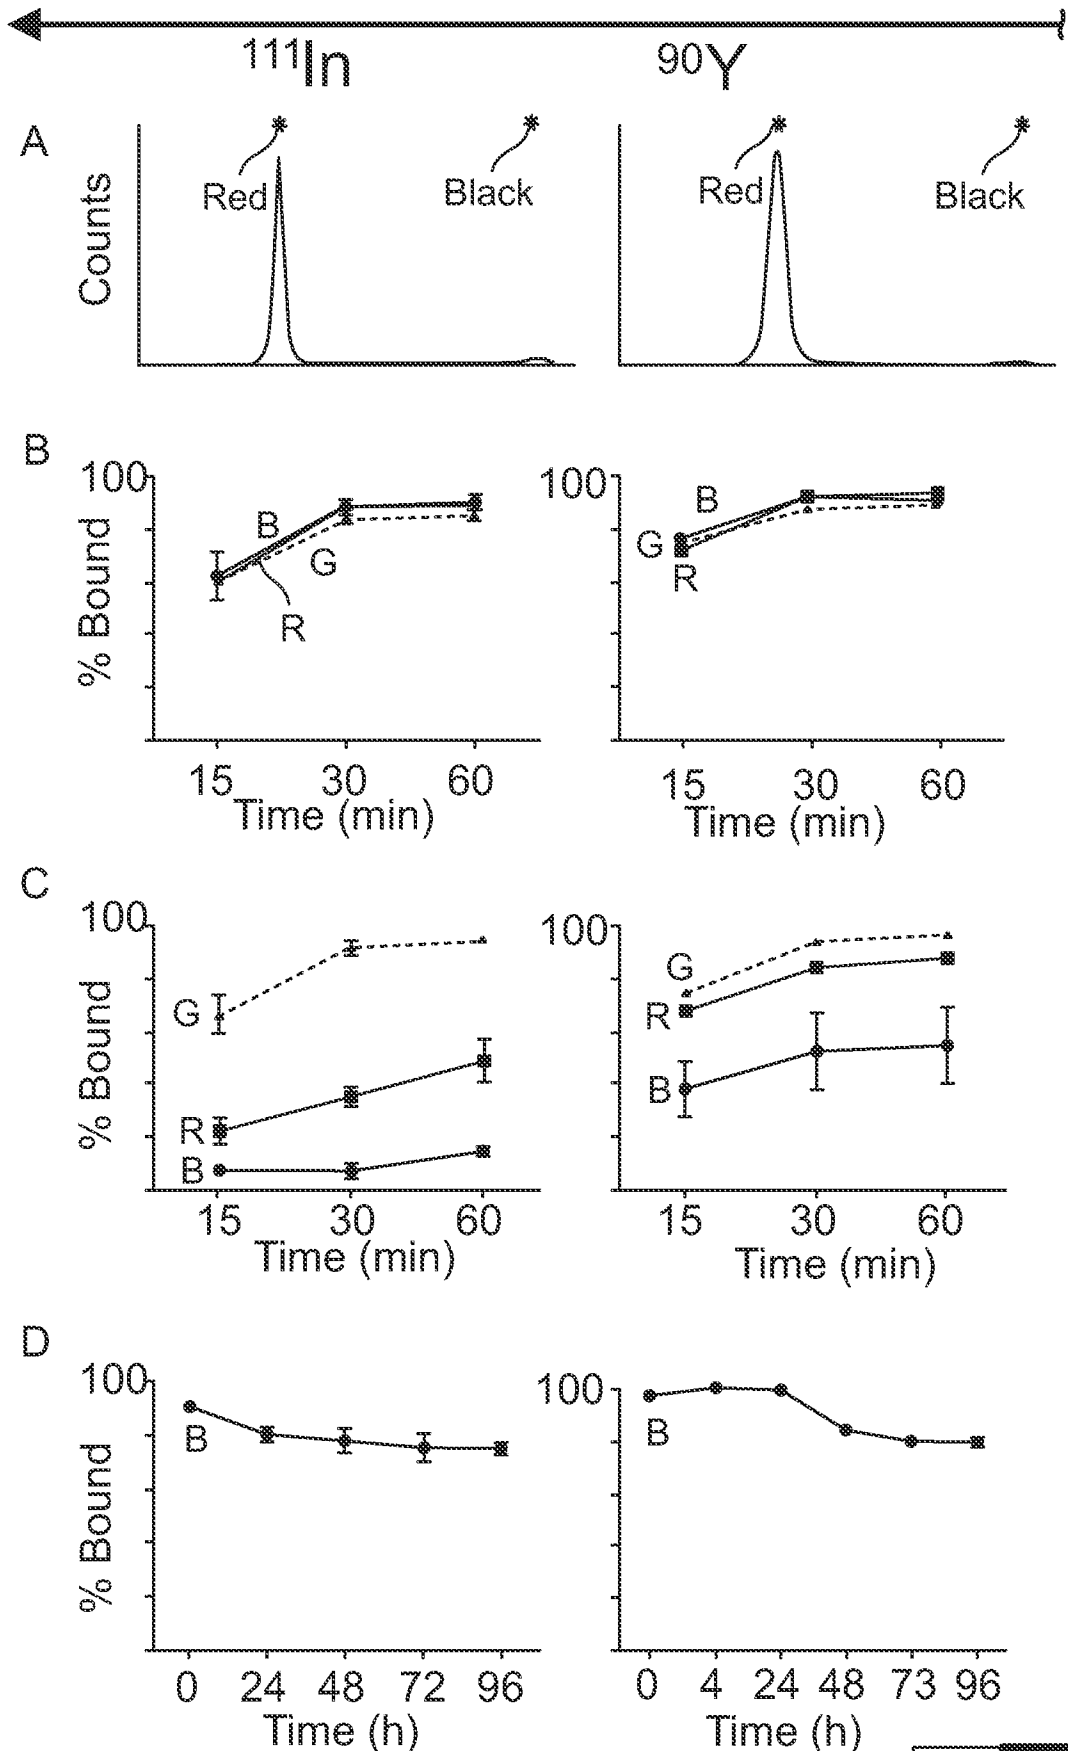 ¹¹¹In ⁹⁰Y
A
Counts
* * * *
Red Black Red Black
B
% Bound
100 100
B B
G G
R R
15 30 60 15 30 60
Time (min) Time (min)
C
% Bound
100 100
G G
R R
B B
15 30 60 15 30 60
Time (min) Time (min)
D
% Bound
100 100
B B
0 24 48 72 96 0 4 24 48 73 96
Time (h) Time (h)